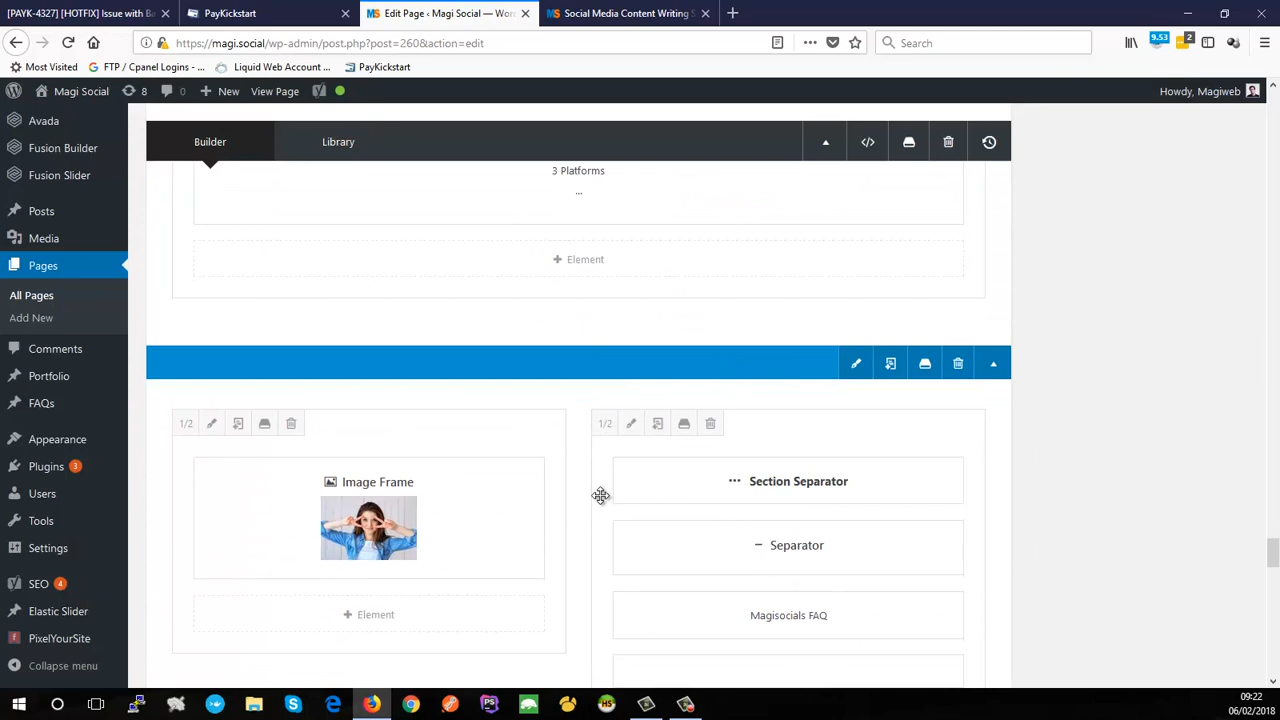 [PAYK-4327] [HOTFIX] Issue with Ba
PayKickstart
Edit Page ‹ Magi Social — Wor
Social Media Content Writing S
https://magi.social/wp-admin/post.php?post=260&action=edit
Search
9.53
2
Most Visited
FTP / Cpanel Logins - ...
Liquid Web Account ...
PayKickstart
Magi Social
8
0
New
View Page
Howdy, Magiweb
Avada
Fusion Builder
Fusion Slider
Posts
Media
Pages
All Pages
Add New
Comments
Portfolio
FAQs
Appearance
Plugins 3
Users
Tools
Settings
SEO 4
Elastic Slider
PixelYourSite
Collapse menu
Builder
Library
3 Platforms
...
+ Element
1/2
Image Frame
+ Element
1/2
Section Separator
Separator
Magisocials FAQ
09:22
06/02/2018